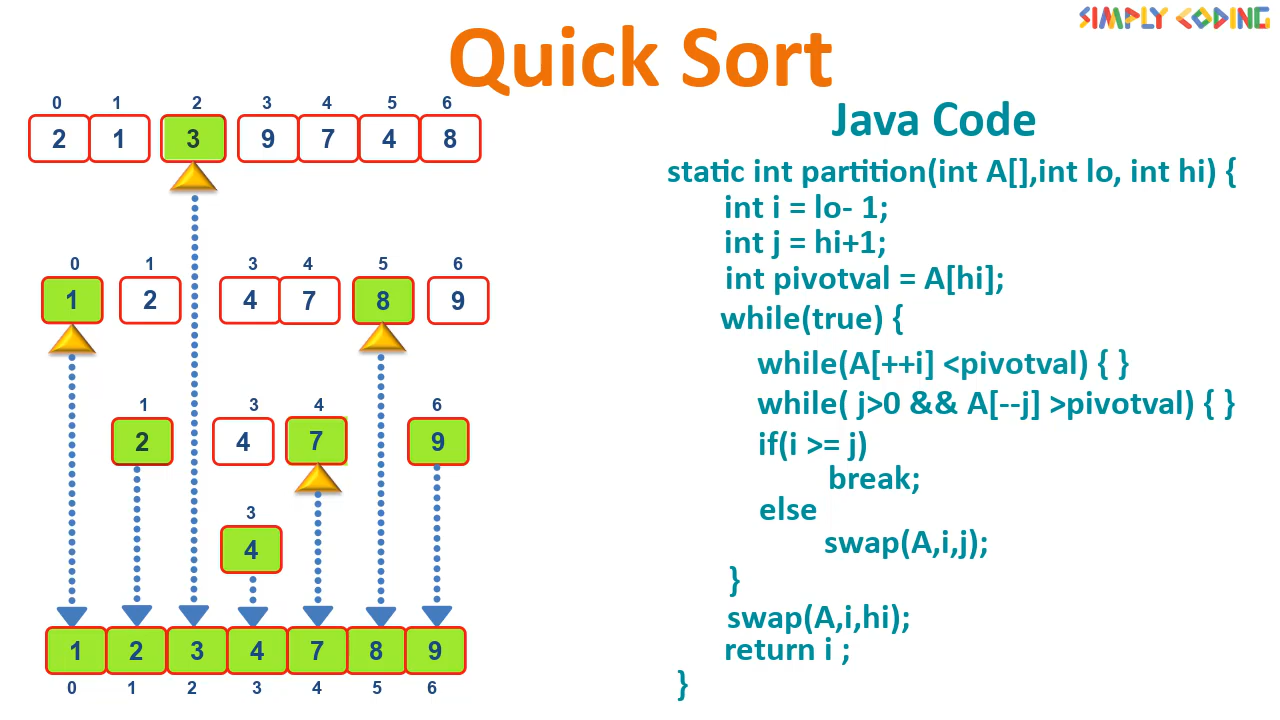 SIMPLY CODING
Quick Sort
0 1 2 3 4 5 6
2 1 3 9 7 4 8
0 1 3 4 5 6
1 2 4 7 8 9
1 3 4 6
2 4 7 9
3
4
1 2 3 4 7 8 9
0 1 2 3 4 5 6
Java Code
static int partition(int A[],int lo, int hi) {
int i = lo- 1;
int j = hi+1;
int pivotval = A[hi];
while(true) {
while(A[++i] <pivotval) { }
while( j>0 && A[--j] >pivotval) { }
if(i >= j)
break;
else
swap(A,i,j);
}
swap(A,i,hi);
return i ;
}